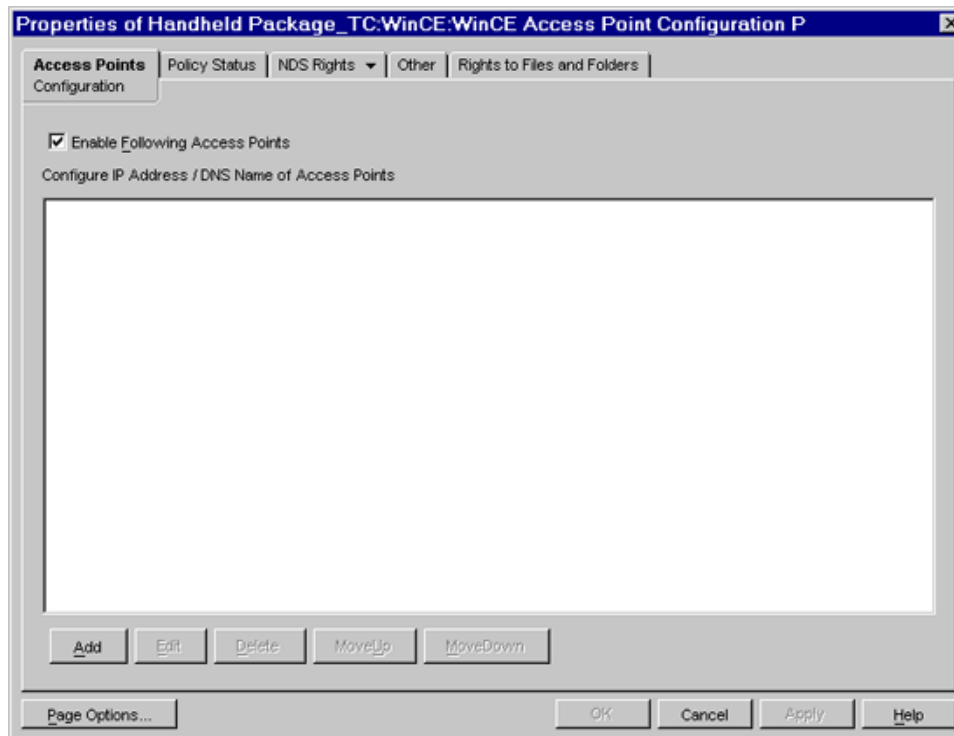 Properties of Handheld Package_TC:WinCE:WinCE Access Point Configuration P
Access Points Policy Status NDS Rights Other Rights to Files and Folders
Configuration
Enable Following Access Points
Configure IP Address / DNS Name of Access Points
Add Edit Delete MoveUp MoveDown
Page Options... OK Cancel Apply Help